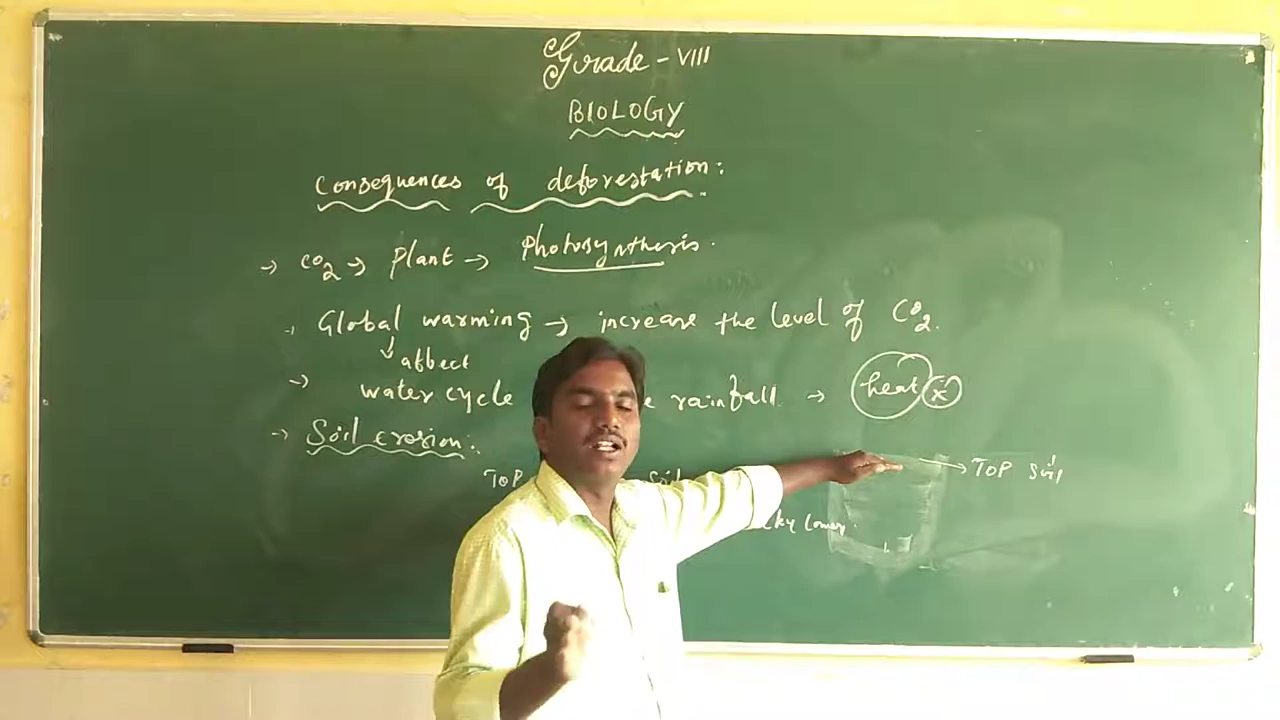 Grade - VIII
BIOLOGY
Consequences of deforestation:
→ CO2 → Plant → Photosynthesis.
→ Global warming → increase the level of CO2.
↓ affect
→ water cycle rainfall. → heat x
→ Soil erosion:
TOP
→ TOP Soil